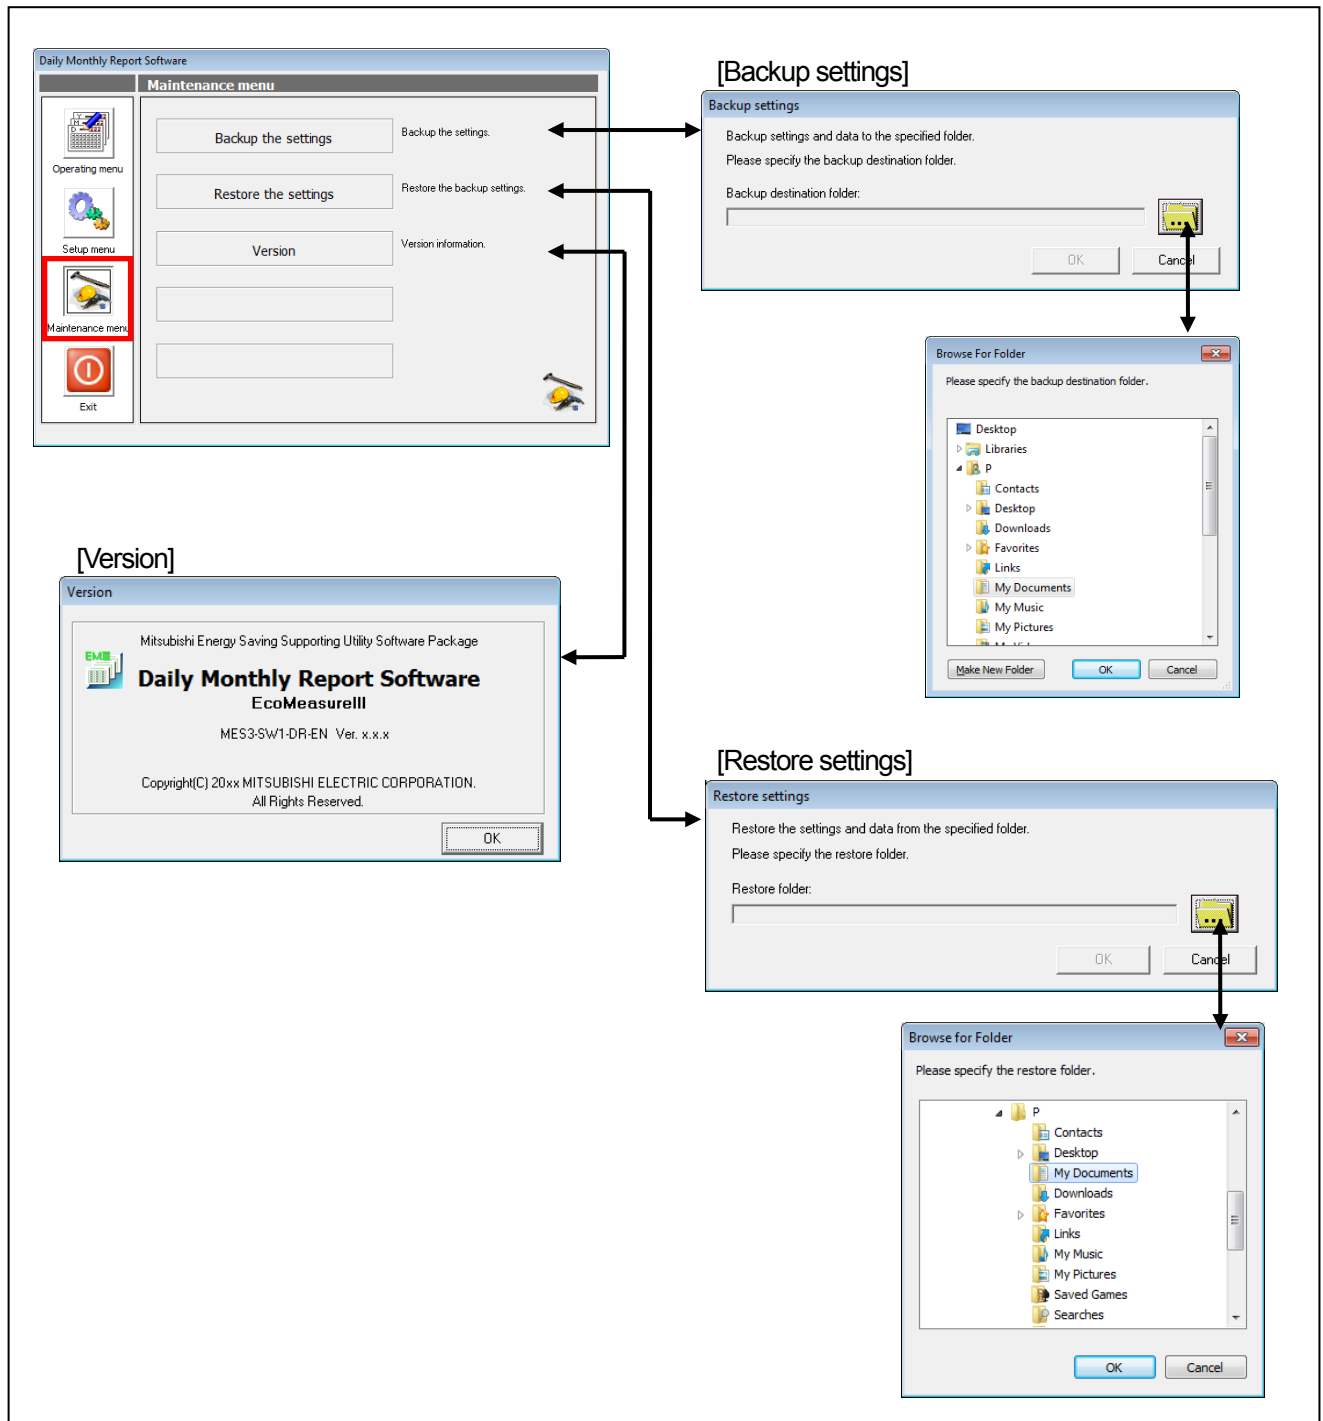 Daily Monthly Report Software
Maintenance menu
Operating menu
Setup menu
Maintenance menu
Exit
Backup the settings
Backup the settings.
Restore the settings
Restore the backup settings.
Version
Version information.
[Backup settings]
Backup settings
Backup settings and data to the specified folder.
Please specify the backup destination folder.
Backup destination folder:
OK
Cancel
Browse For Folder
Please specify the backup destination folder.
Desktop
Libraries
P
Contacts
Desktop
Downloads
Favorites
Links
My Documents
My Music
My Pictures
Make New Folder
OK
Cancel
[Version]
Version
Mitsubishi Energy Saving Supporting Utility Software Package
EMIII
Daily Monthly Report Software
EcoMeasureIII
MES3-SW1-DR-EN Ver. x.x.x
Copyright(C) 20xx MITSUBISHI ELECTRIC CORPORATION.
All Rights Reserved.
OK
[Restore settings]
Restore settings
Restore the settings and data from the specified folder.
Please specify the restore folder.
Restore folder:
OK
Cancel
Browse for Folder
Please specify the restore folder.
P
Contacts
Desktop
My Documents
Downloads
Favorites
Links
My Music
My Pictures
Saved Games
Searches
OK
Cancel